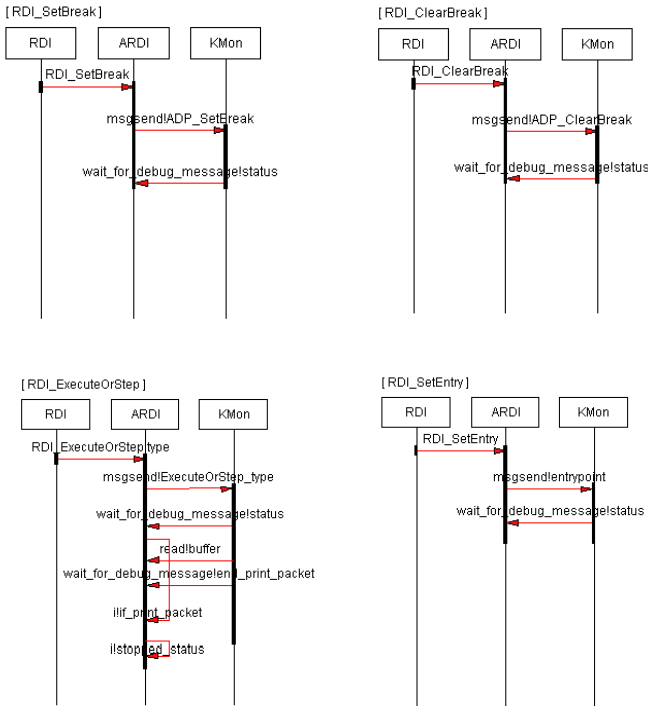 [ RDI_SetBreak ]
RDI
ARDI
KMon
RDI_SetBreak
msgsend!ADP_SetBreak
wait_for_debug_message!status
[ RDI_ClearBreak ]
RDI
ARDI
KMon
RDI_ClearBreak
msgsend!ADP_ClearBreak
wait_for_debug_message!status
[ RDI_ExecuteOrStep]
RDI
ARDI
KMon
RDI_ExecuteOrStep!type
msgsend!ExecuteOrStep_type
wait_for_debug_message!status
read!buffer
wait_for_debug_message!end_print_packet
i!if_print_packet
i!stopped_status
[ RDI_SetEntry]
RDI
ARDI
KMon
RDI_SetEntry
msgsend!entrypoint
wait_for_debug_message!status